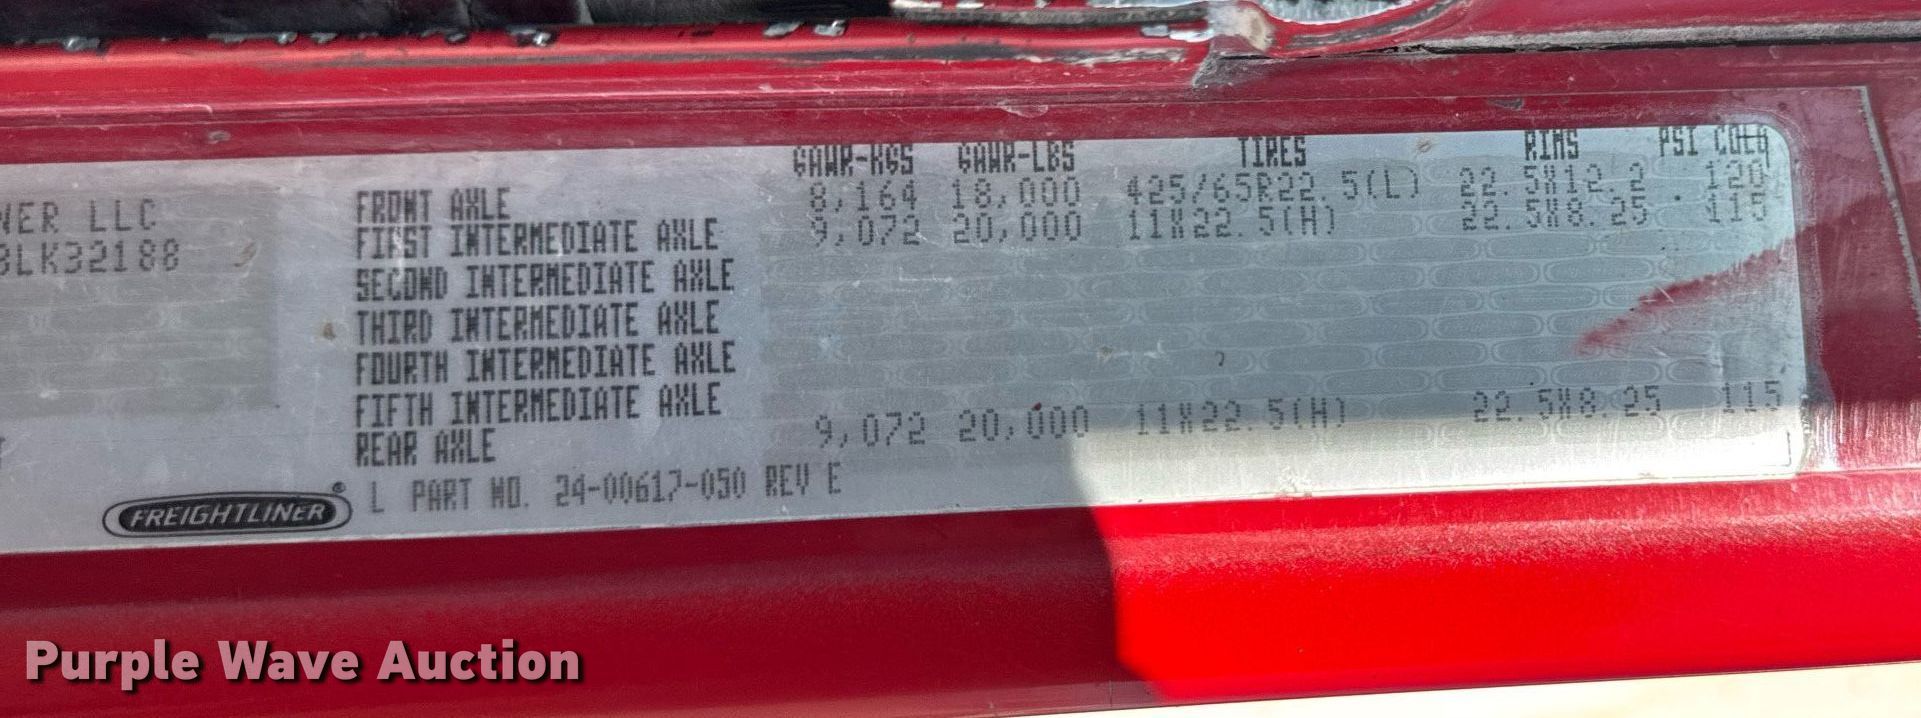 GAWR-KGS GAWR-LBS TIRES RIMS PSI COLD
NER LLC
BLK32188
FRONT AXLE 8,164 18,000 425/65R22.5(L) 22.5X12.2 120
FIRST INTERMEDIATE AXLE 9,072 20,000 11X22.5(H) 22.5X8.25 115
SECOND INTERMEDIATE AXLE
THIRD INTERMEDIATE AXLE
FOURTH INTERMEDIATE AXLE
FIFTH INTERMEDIATE AXLE
REAR AXLE 9,072 20,000 11X22.5(H) 22.5X8.25 115
FREIGHTLINER® L PART NO. 24-00617-050 REV E
Purple Wave Auction